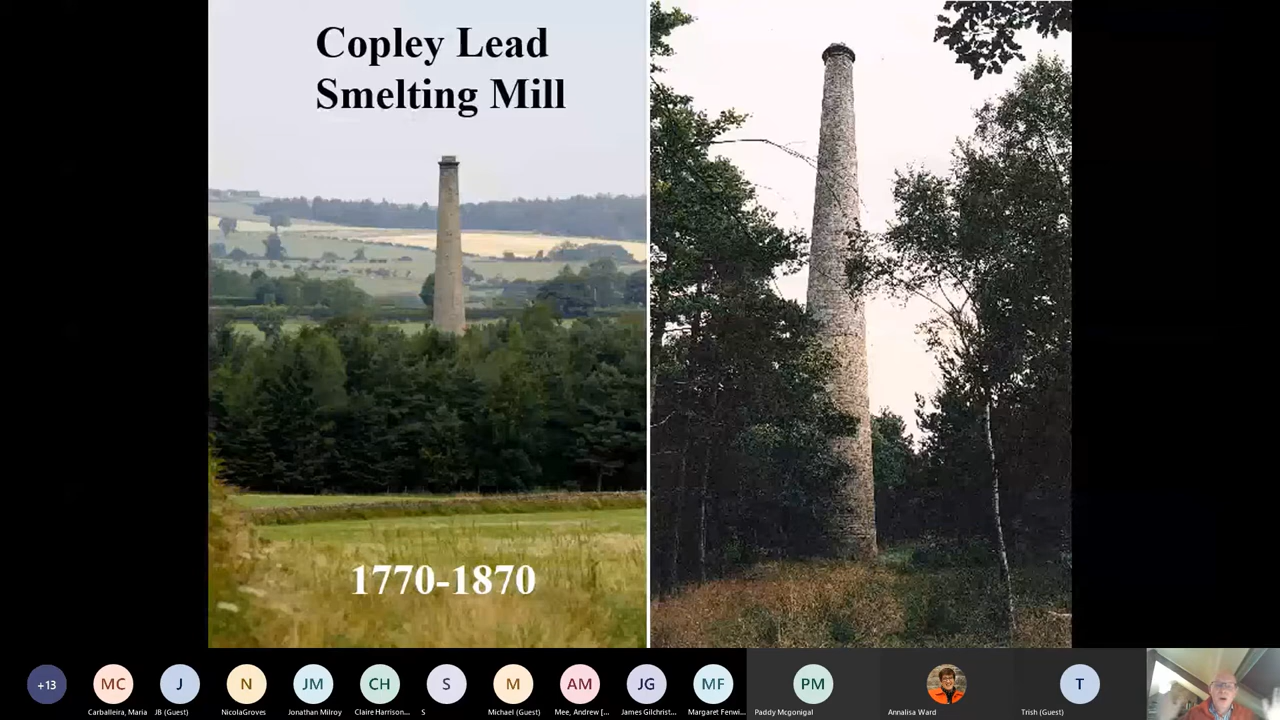 Copley Lead
Smelting Mill
1770-1870
+13
MC
J
N
JM
CH
S
M
AM
JG
MF
PM
T
Carballeira, Maria
JB (Guest)
NicolaGroves
Jonathan Milroy
Claire Harrison...
S
Michael (Guest)
Mee, Andrew [...
James Gilchrist...
Margaret Fenwi...
Paddy Mcgonigal
Annalisa Ward
Trish (Guest)